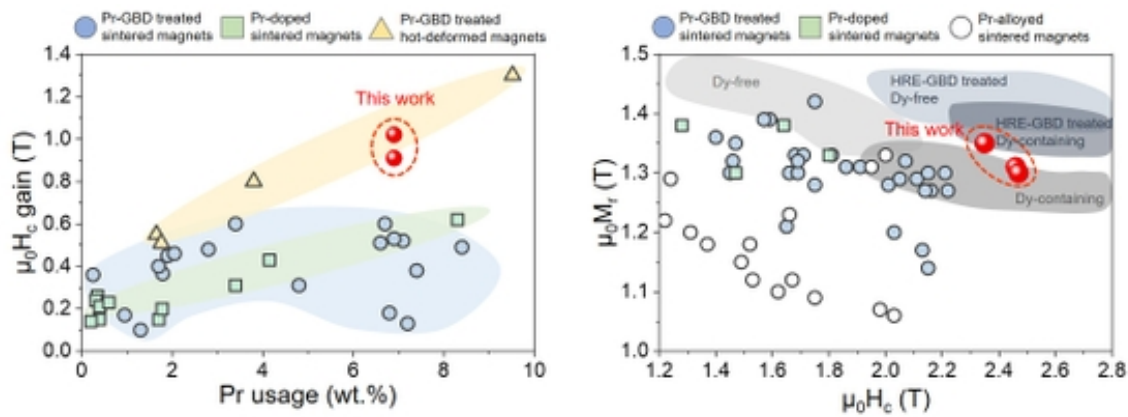 Pr-GBD treated sintered magnets
Pr-doped sintered magnets
Pr-GBD treated hot-deformed magnets
1.4
1.2
1.0
0.8
0.6
0.4
0.2
0.0
μ₀Hc gain (T)
This work
0
2
4
6
8
10
Pr usage (wt.%)
Pr-GBD treated sintered magnets
Pr-doped sintered magnets
Pr-alloyed sintered magnets
1.5
1.4
1.3
1.2
1.1
1.0
μ₀Mr (T)
Dy-free
HRE-GBD treated
Dy-free
This work
HRE-GBD treated
Dy-containing
Dy-containing
1.2
1.4
1.6
1.8
2.0
2.2
2.4
2.6
2.8
μ₀Hc (T)